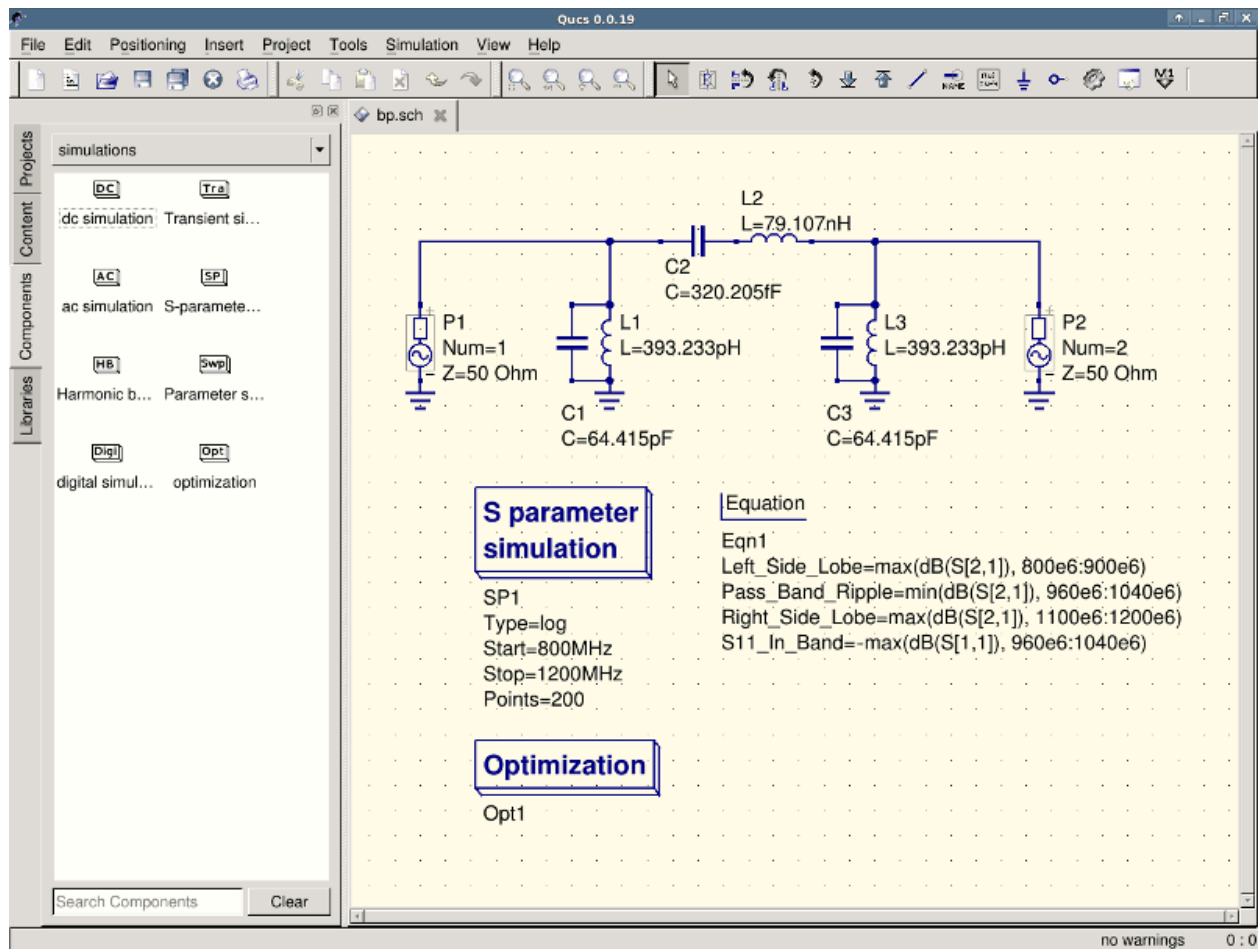 Qucs 0.0.19
File Edit Positioning Insert Project Tools Simulation View Help
NAME
bp.sch
Projects
Content
Components
Libraries
simulations
DC
dc simulation
Tra
Transient si...
AC
ac simulation
SP
S-paramete...
HB
Harmonic b...
Swp
Parameter s...
Digi
digital simul...
Opt
optimization
Search Components
Clear
L2
L=79.107nH
C2
C=320.205fF
P1
Num=1
Z=50 Ohm
L1
L=393.233pH
L3
L=393.233pH
P2
Num=2
Z=50 Ohm
C1
C=64.415pF
C3
C=64.415pF
S parameter
simulation
SP1
Type=log
Start=800MHz
Stop=1200MHz
Points=200
Equation
Eqn1
Left_Side_Lobe=max(dB(S[2,1]), 800e6:900e6)
Pass_Band_Ripple=min(dB(S[2,1]), 960e6:1040e6)
Right_Side_Lobe=max(dB(S[2,1]), 1100e6:1200e6)
S11_In_Band=-max(dB(S[1,1]), 960e6:1040e6)
Optimization
Opt1
no warnings 0 : 0